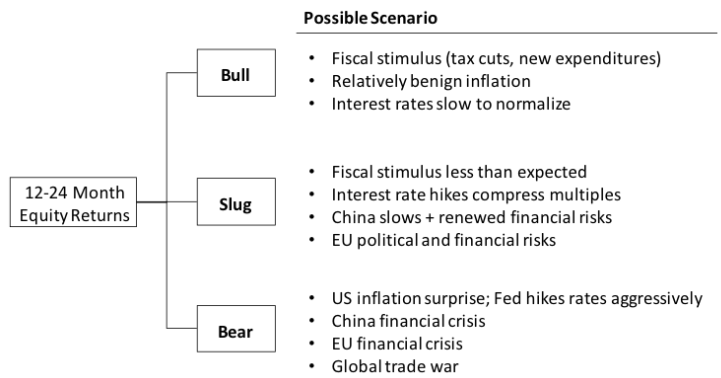 Possible Scenario
Bull
• Fiscal stimulus (tax cuts, new expenditures)
• Relatively benign inflation
• Interest rates slow to normalize
12-24 Month
Equity Returns
Slug
• Fiscal stimulus less than expected
• Interest rate hikes compress multiples
• China slows + renewed financial risks
• EU political and financial risks
Bear
• US inflation surprise; Fed hikes rates aggressively
• China financial crisis
• EU financial crisis
• Global trade war